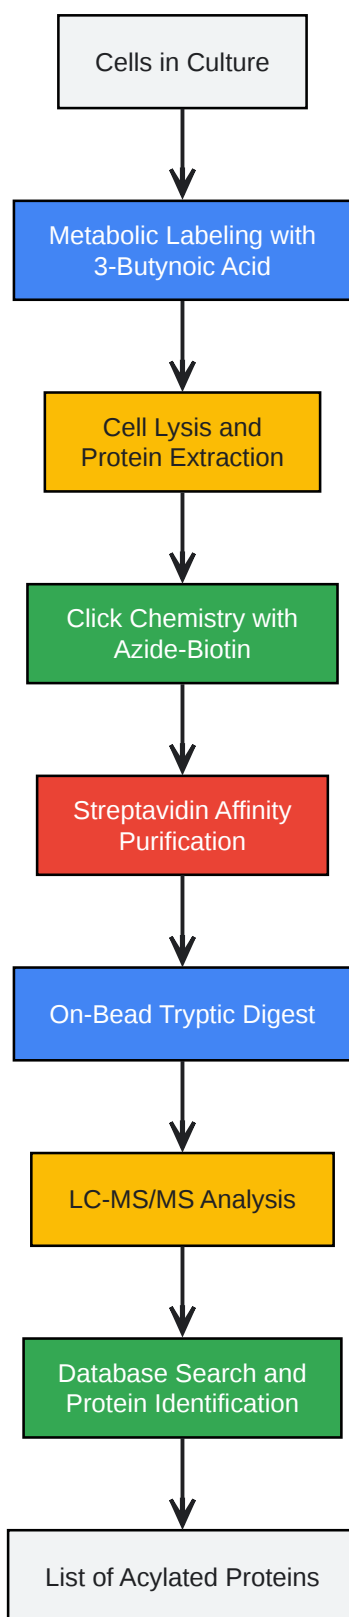 Cells in Culture
Metabolic Labeling with
3-Butynoic Acid
Cell Lysis and
Protein Extraction
Click Chemistry with
Azide-Biotin
Streptavidin Affinity
Purification
On-Bead Tryptic Digest
LC-MS/MS Analysis
Database Search and
Protein Identification
List of Acylated Proteins